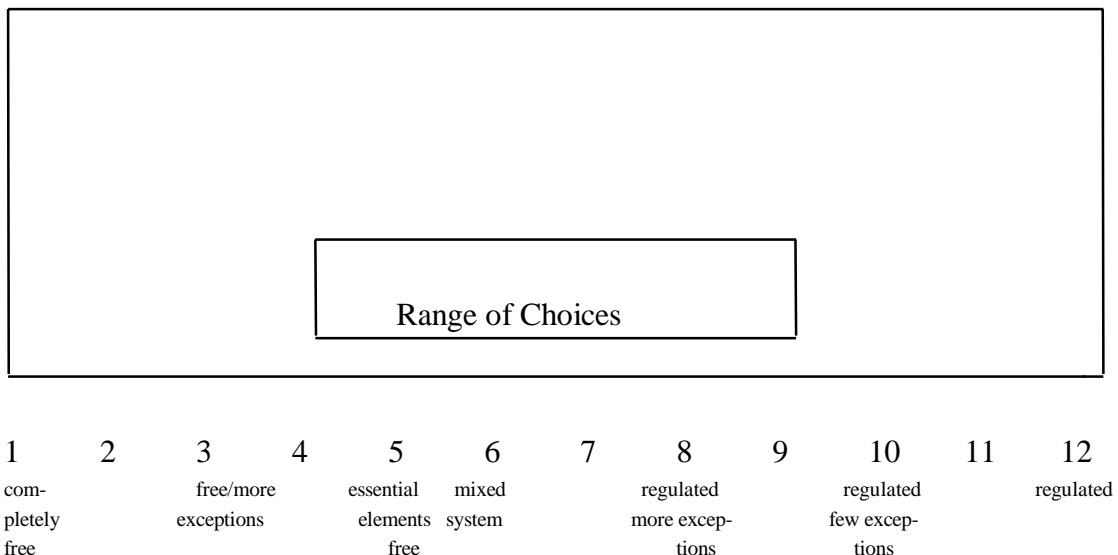 Range of Choices
1 2 3 4 5 6 7 8 9 10 11 12
com- free/more essential mixed regulated regulated regulated
pletely exceptions elements system more excep- few excep-
free free tions tions